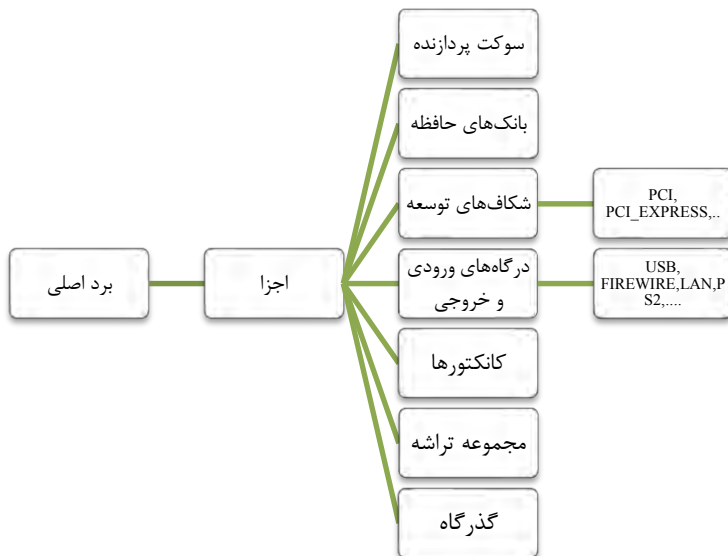 برد اصلی
اجزا
سوکت پردازنده
بانک‌های حافظه
شکاف‌های توسعه
PCI,
PCI_EXPRESS,..
درگاه‌های ورودی
و خروجی
USB,
FIREWIRE,LAN,P
S2,....
کانکتورها
مجموعه تراشه
گذرگاه